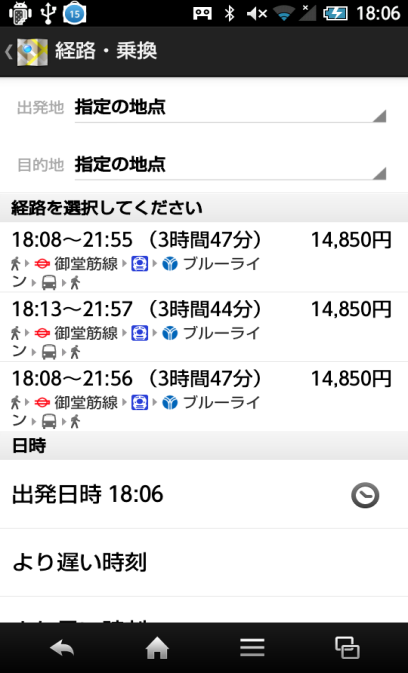 15
18:06
経路・乗換
出発地 指定の地点
目的地 指定の地点
経路を選択してください
18:08～21:55 （3時間47分） 14,850円
御堂筋線 ブルーライ
ン
18:13～21:57 （3時間44分） 14,850円
御堂筋線 ブルーライ
ン
18:08～21:56 （3時間47分） 14,850円
御堂筋線 ブルーライ
ン
日時
出発日時 18:06
より遅い時刻